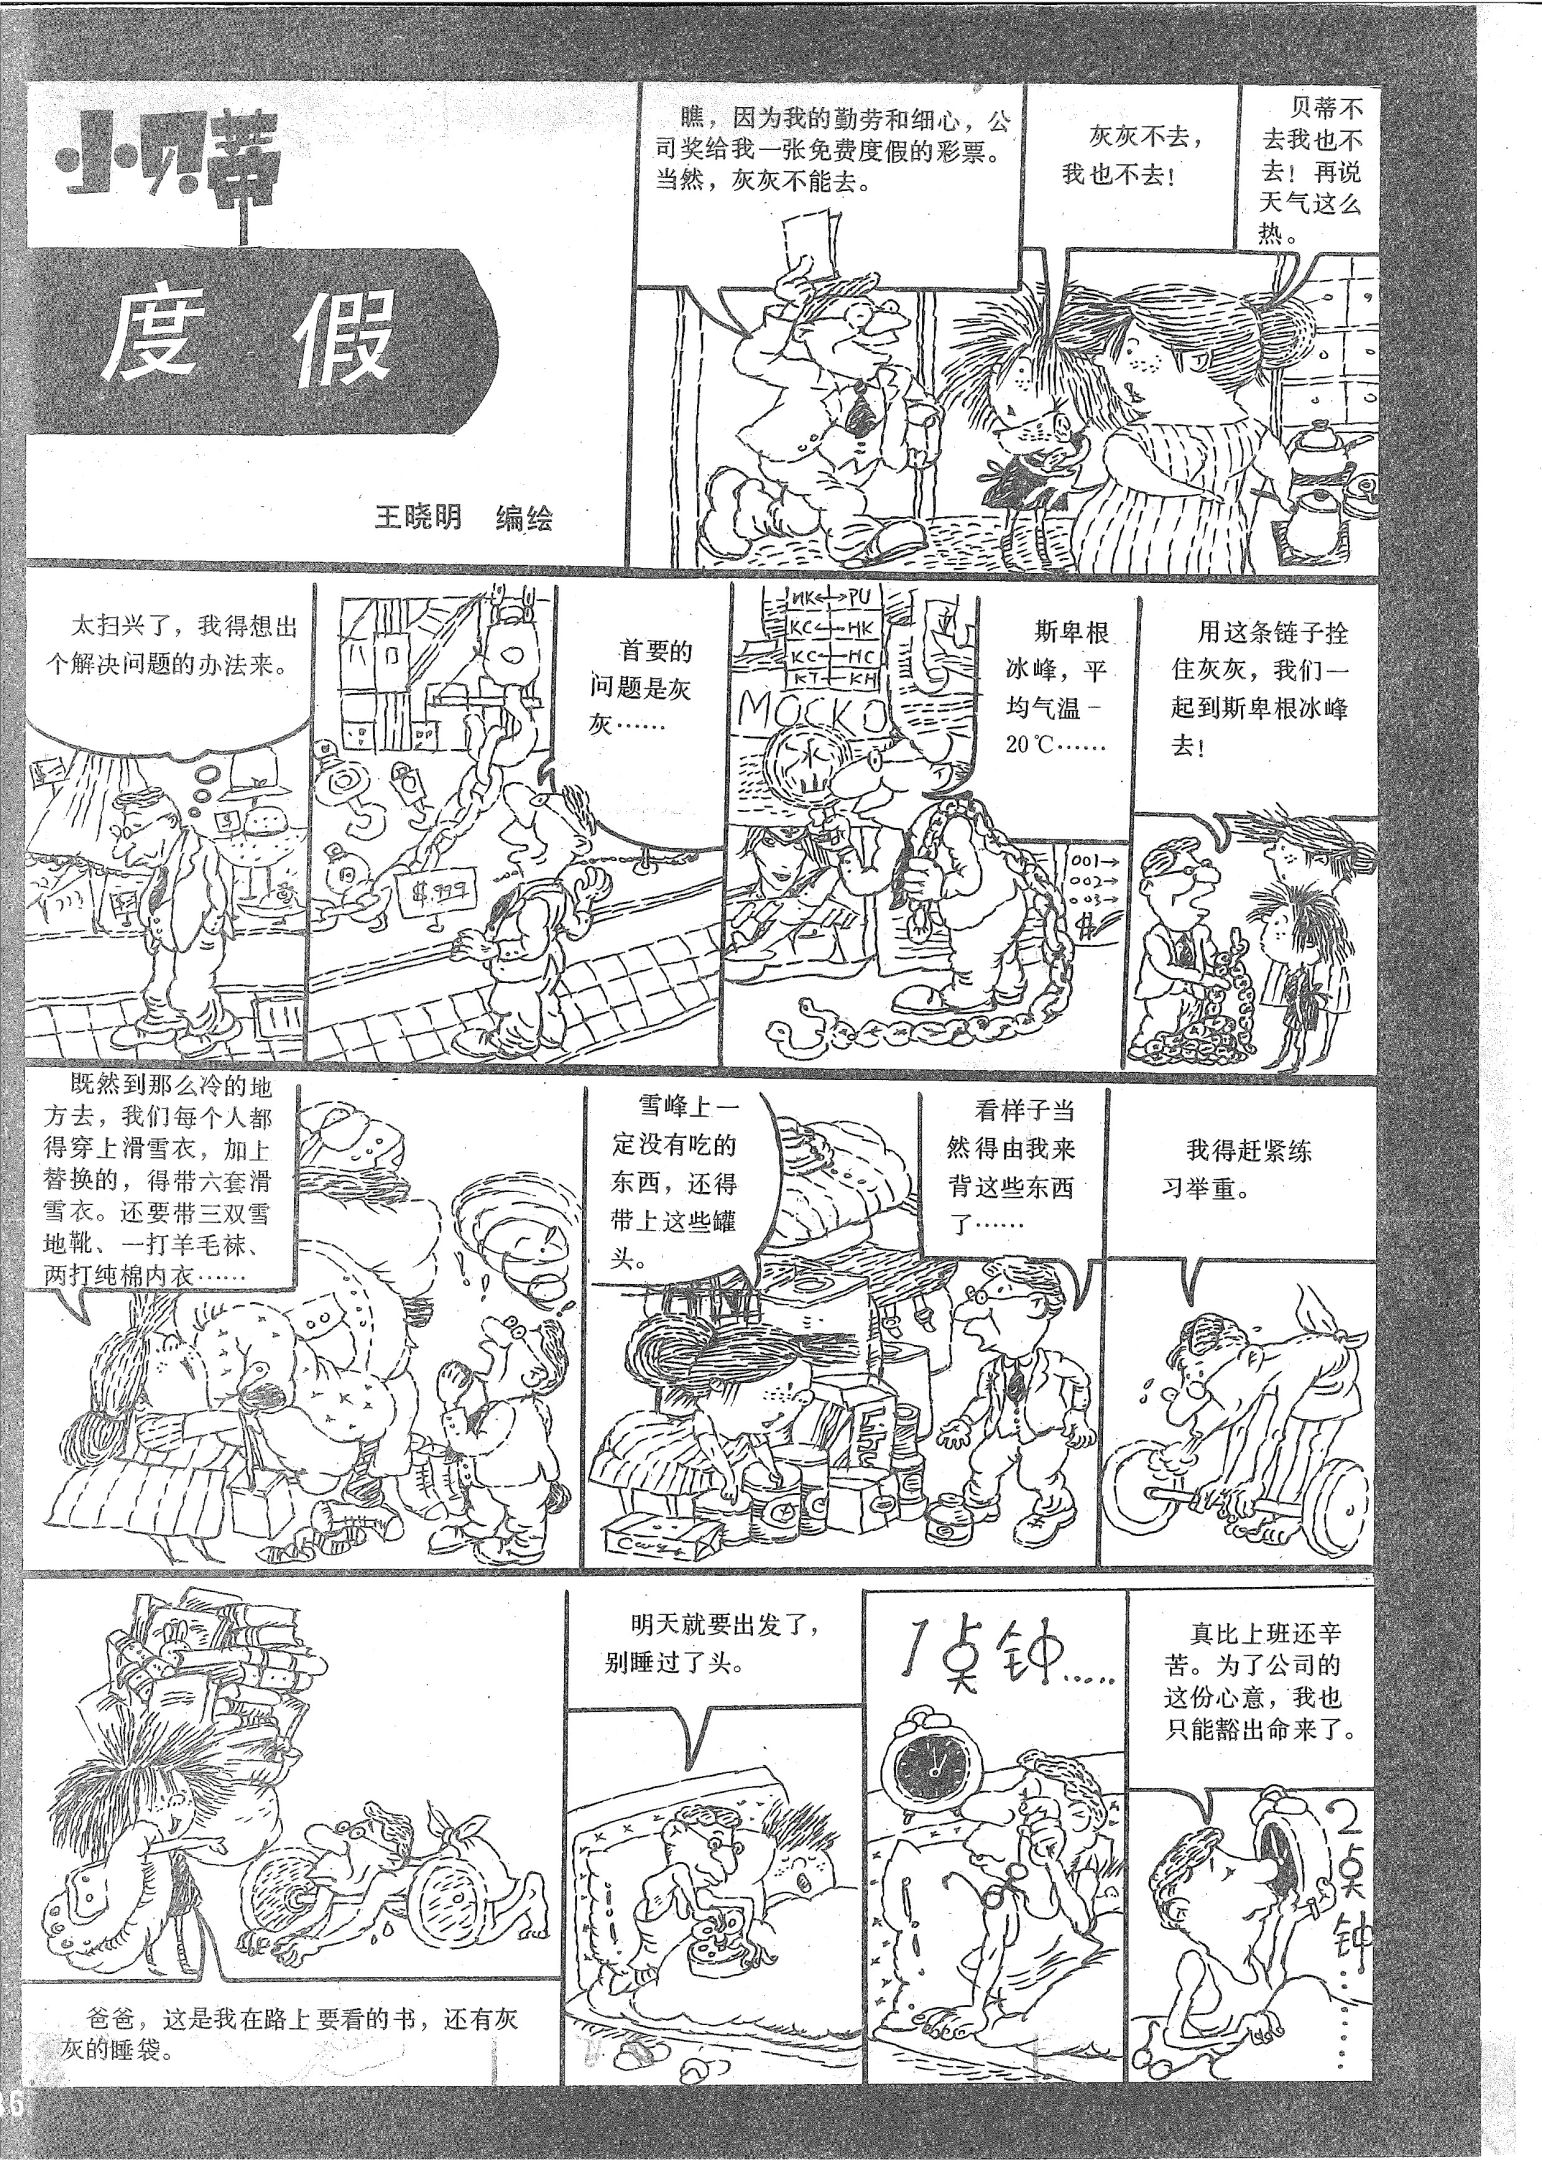 小贝蒂
度假
王晓明 编绘
瞧，因为我的勤劳和细心，公
司奖给我一张免费度假的彩票。
当然，灰灰不能去。
灰灰不去，
我也不去！
贝蒂不
去我也不
去！再说
天气这么
热。
太扫兴了，我得想出
个解决问题的办法来。
首要的
问题是灰
灰……
$.999
KC HK
KC HC
KT KH
MOCKO
冰
山
斯卑根
冰峰，平
均气温－
20℃……
001→
002→
003→
用这条链子拴
住灰灰，我们一
起到斯卑根冰峰
去！
既然到那么冷的地
方去，我们每个人都
得穿上滑雪衣，加上
替换的，得带六套滑
雪衣。还要带三双雪
地靴、一打羊毛袜、
两打纯棉内衣……
雪峰上一
定没有吃的
东西，还得
带上这些罐
头。
看样子当
然得由我来
背这些东西
了……
我得赶紧练
习举重。
爸爸，这是我在路上要看的书，还有灰
灰的睡袋。
明天就要出发了，
别睡过了头。
1点钟……
真比上班还辛
苦。为了公司的
这份心意，我也
只能豁出命来了。
2点钟……